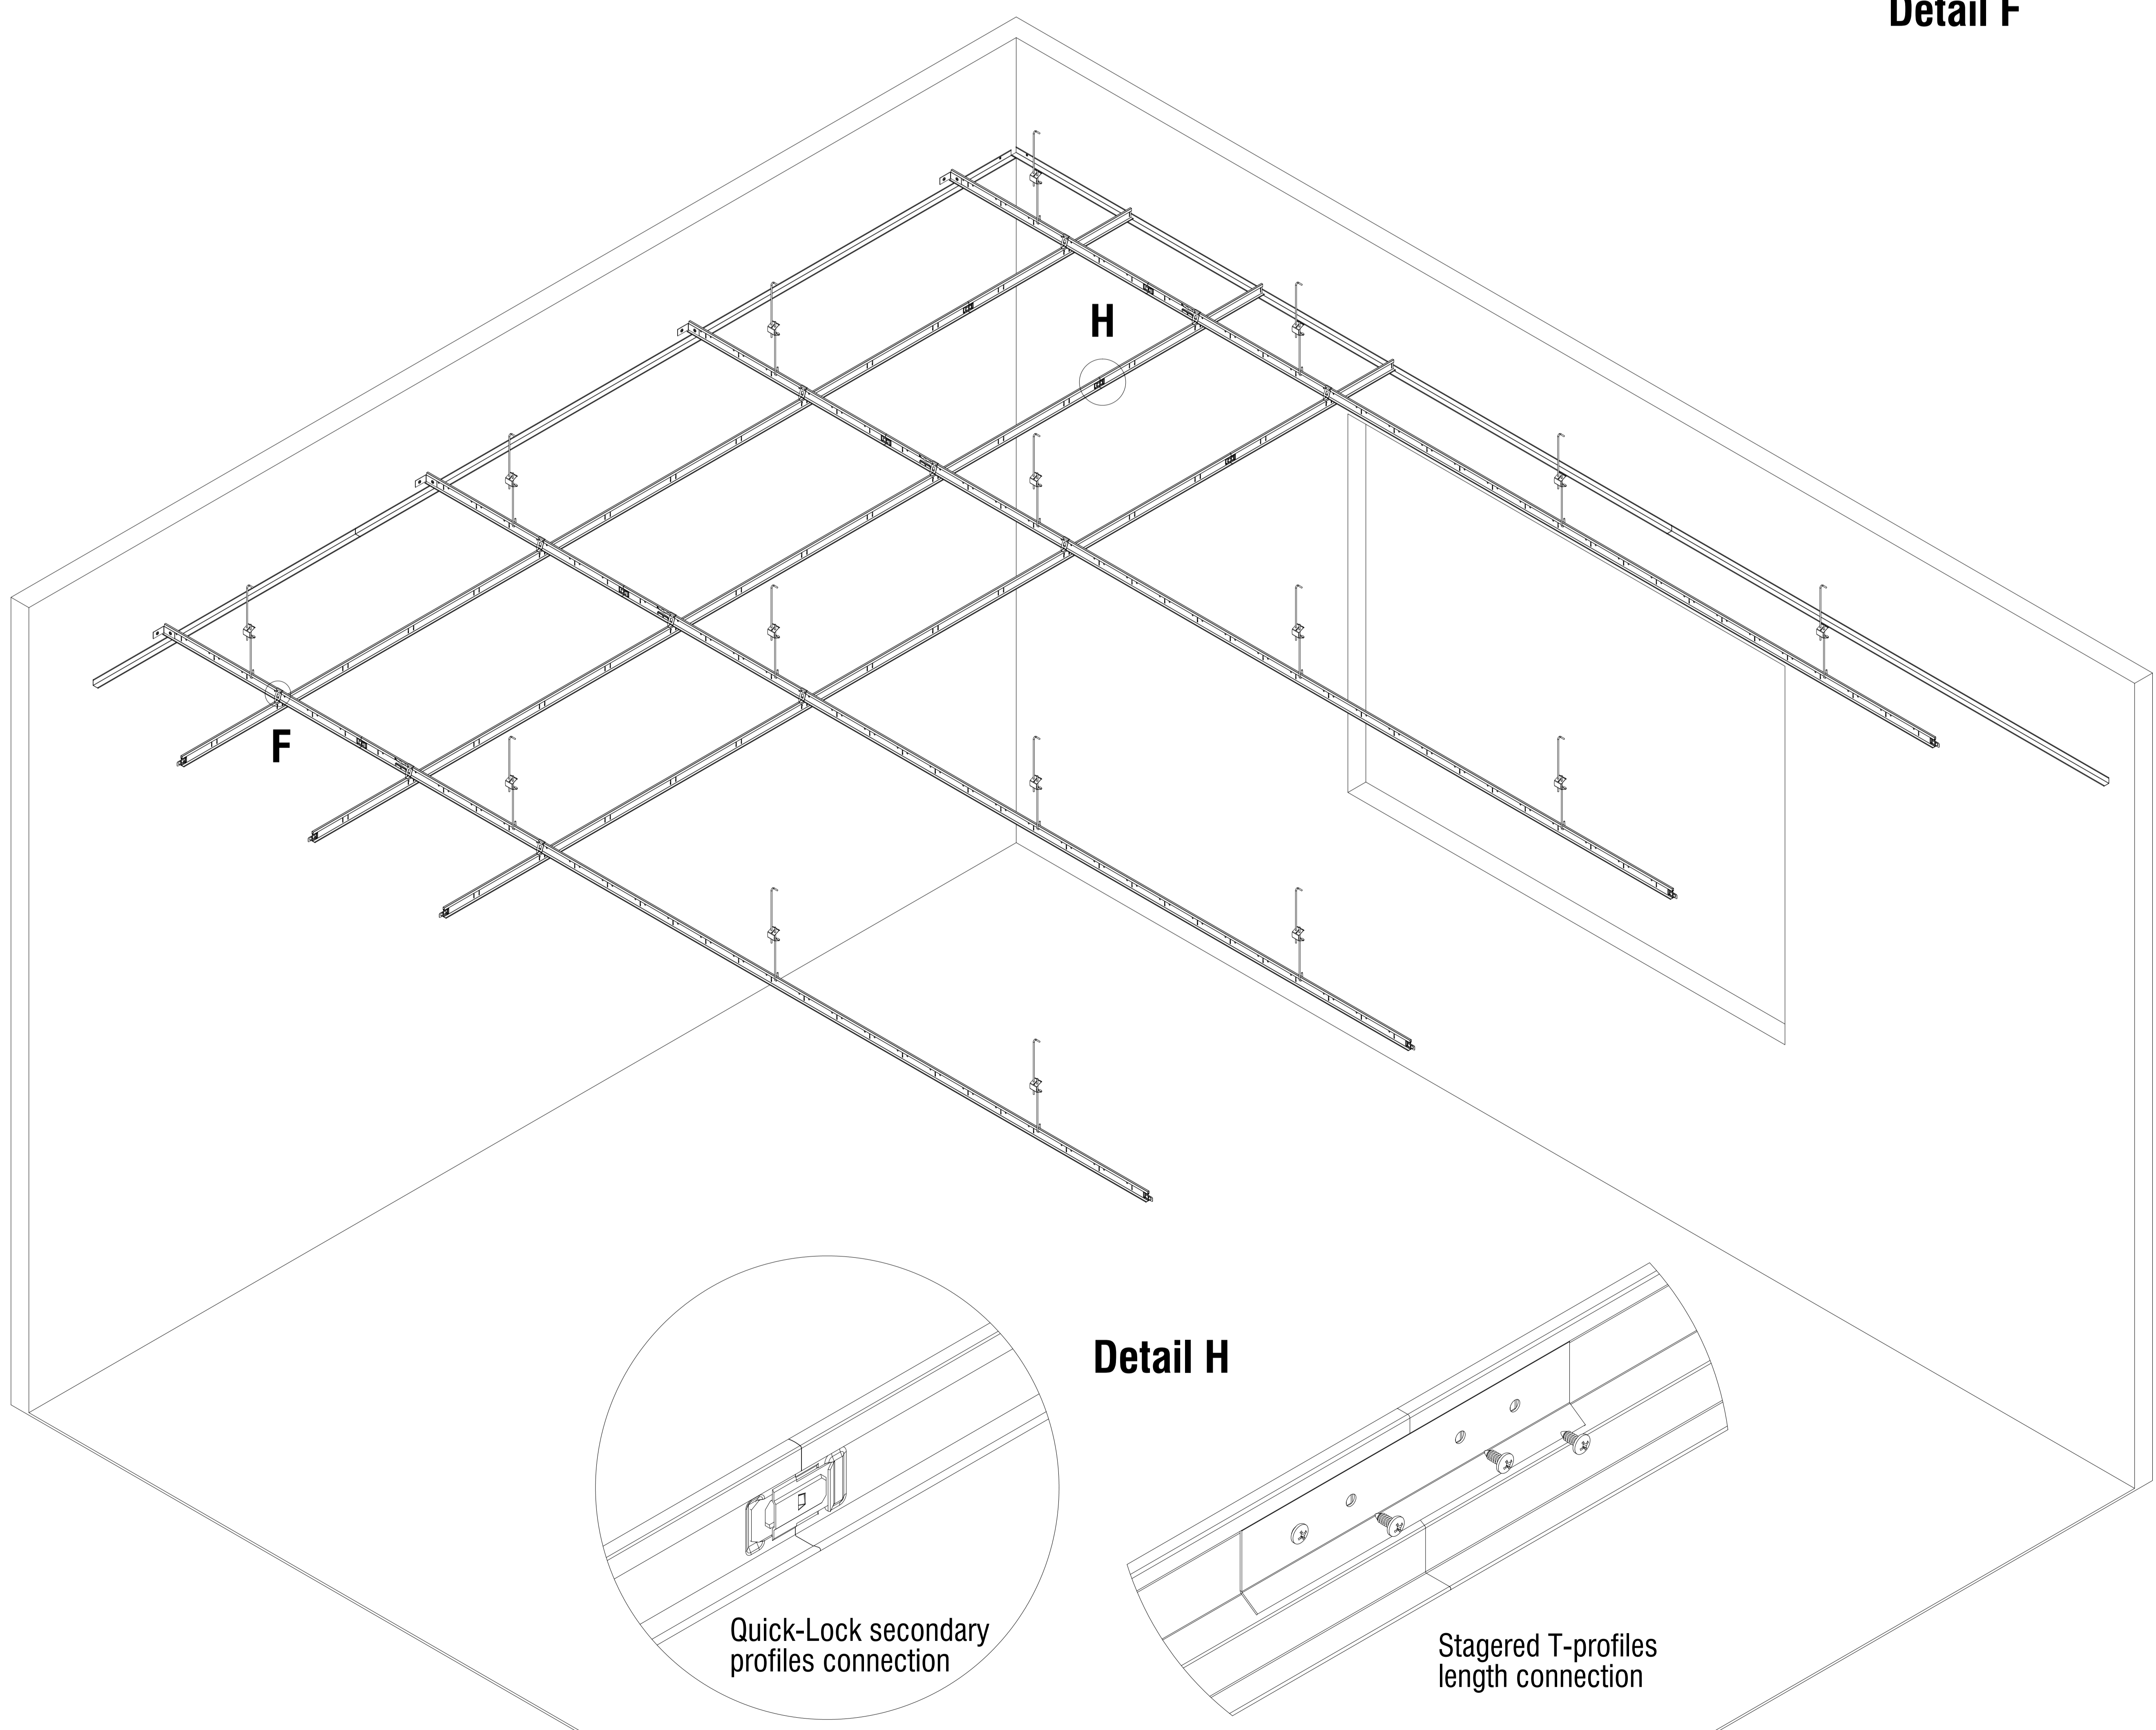 Detail F
H
F
Detail H
Quick-Lock secondary
profiles connection
Stagered T-profiles
length connection